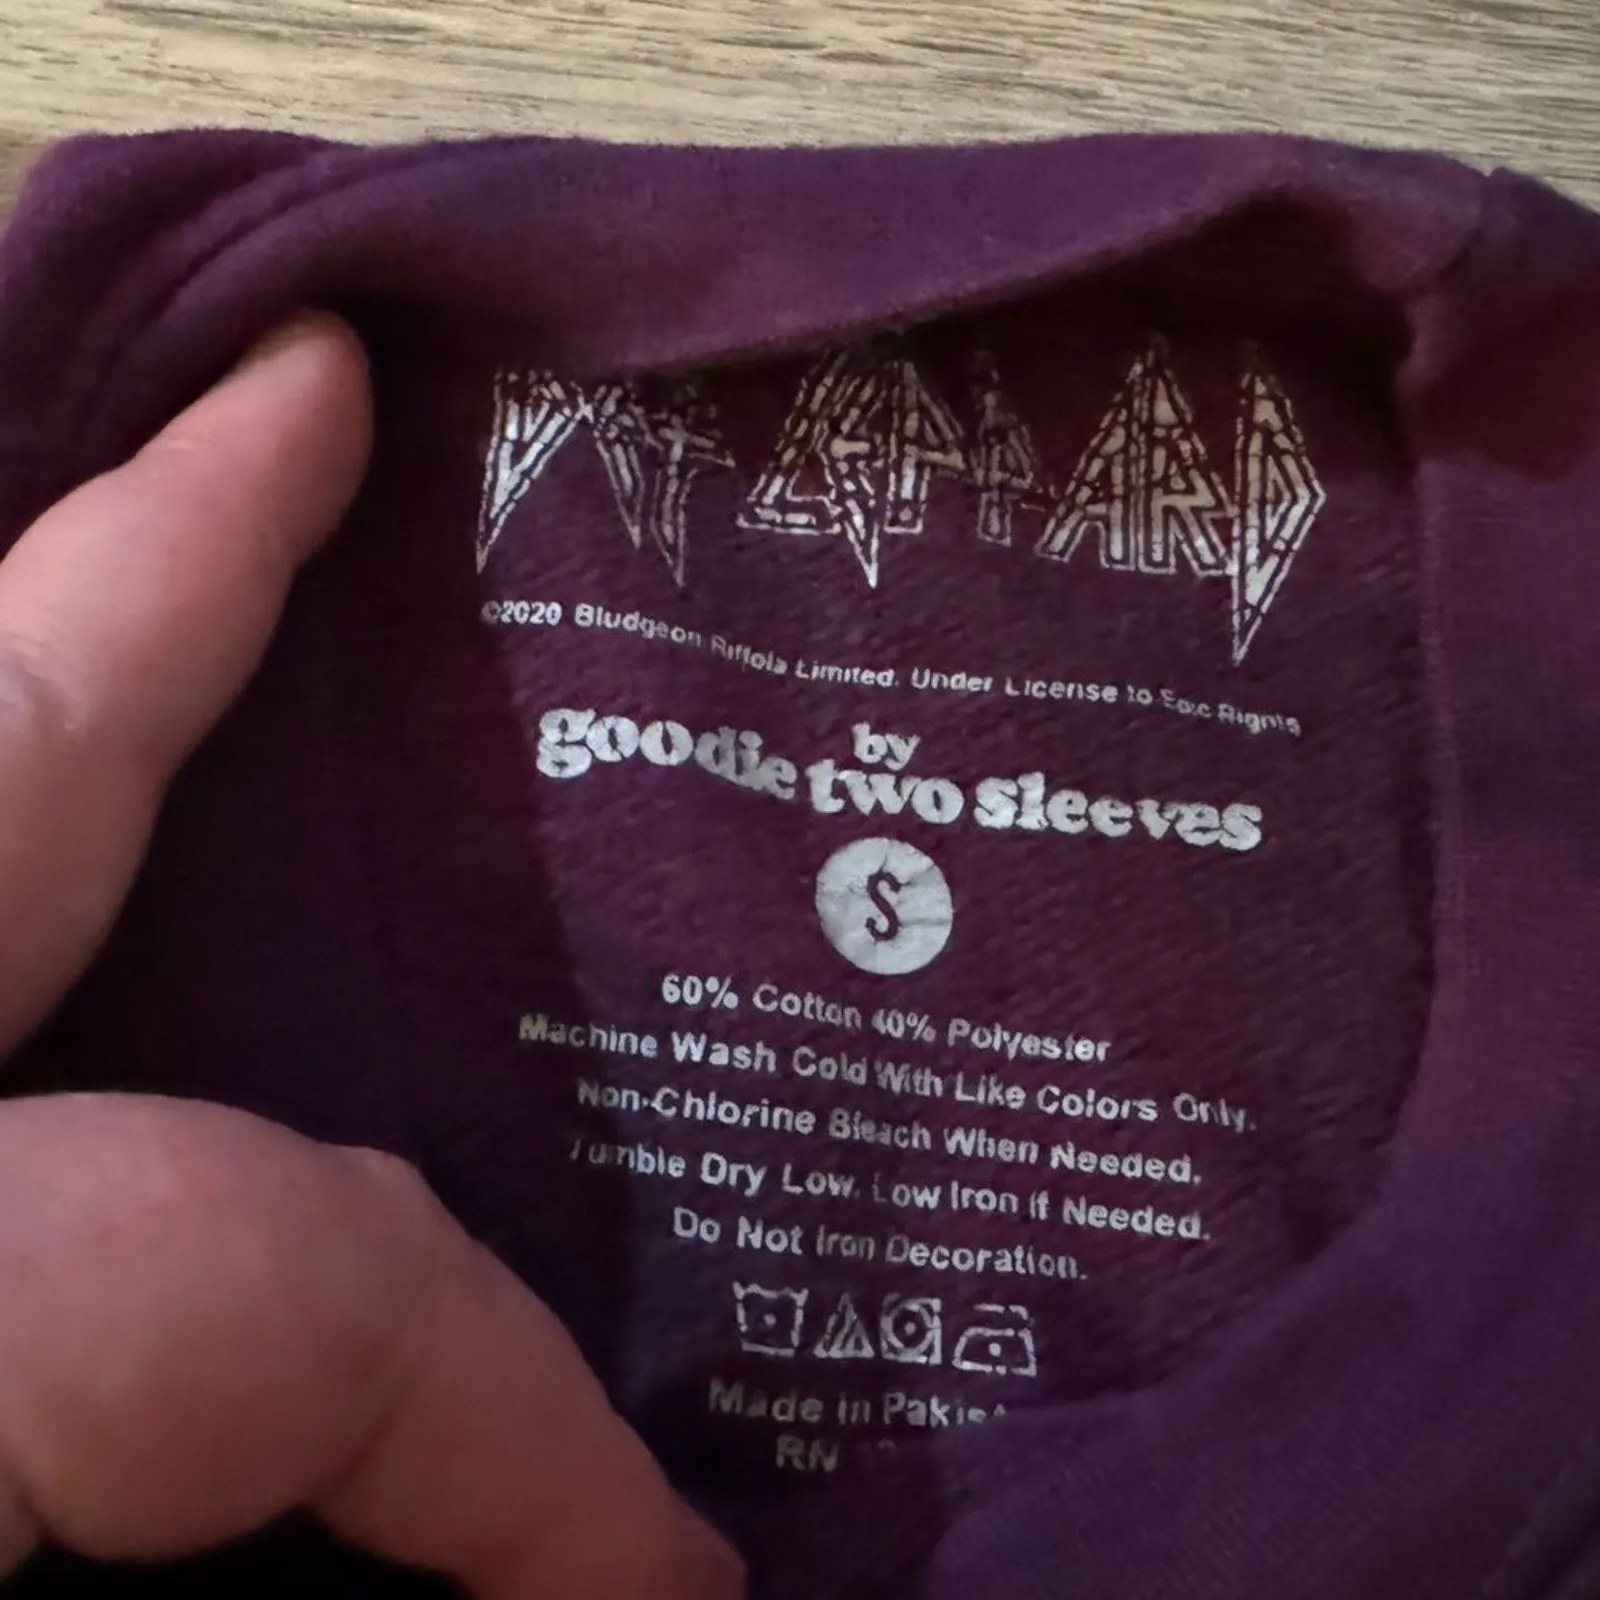 DEF LEPPARD
©2020 Bludgeon Riffola Limited. Under License to Epic Rights
by
goodie two sleeves
S
60% Cotton 40% Polyester
Machine Wash Cold With Like Colors Only.
Non-Chlorine Bleach When Needed.
Tumble Dry Low. Low Iron if Needed.
Do Not Iron Decoration.
Made in
RN